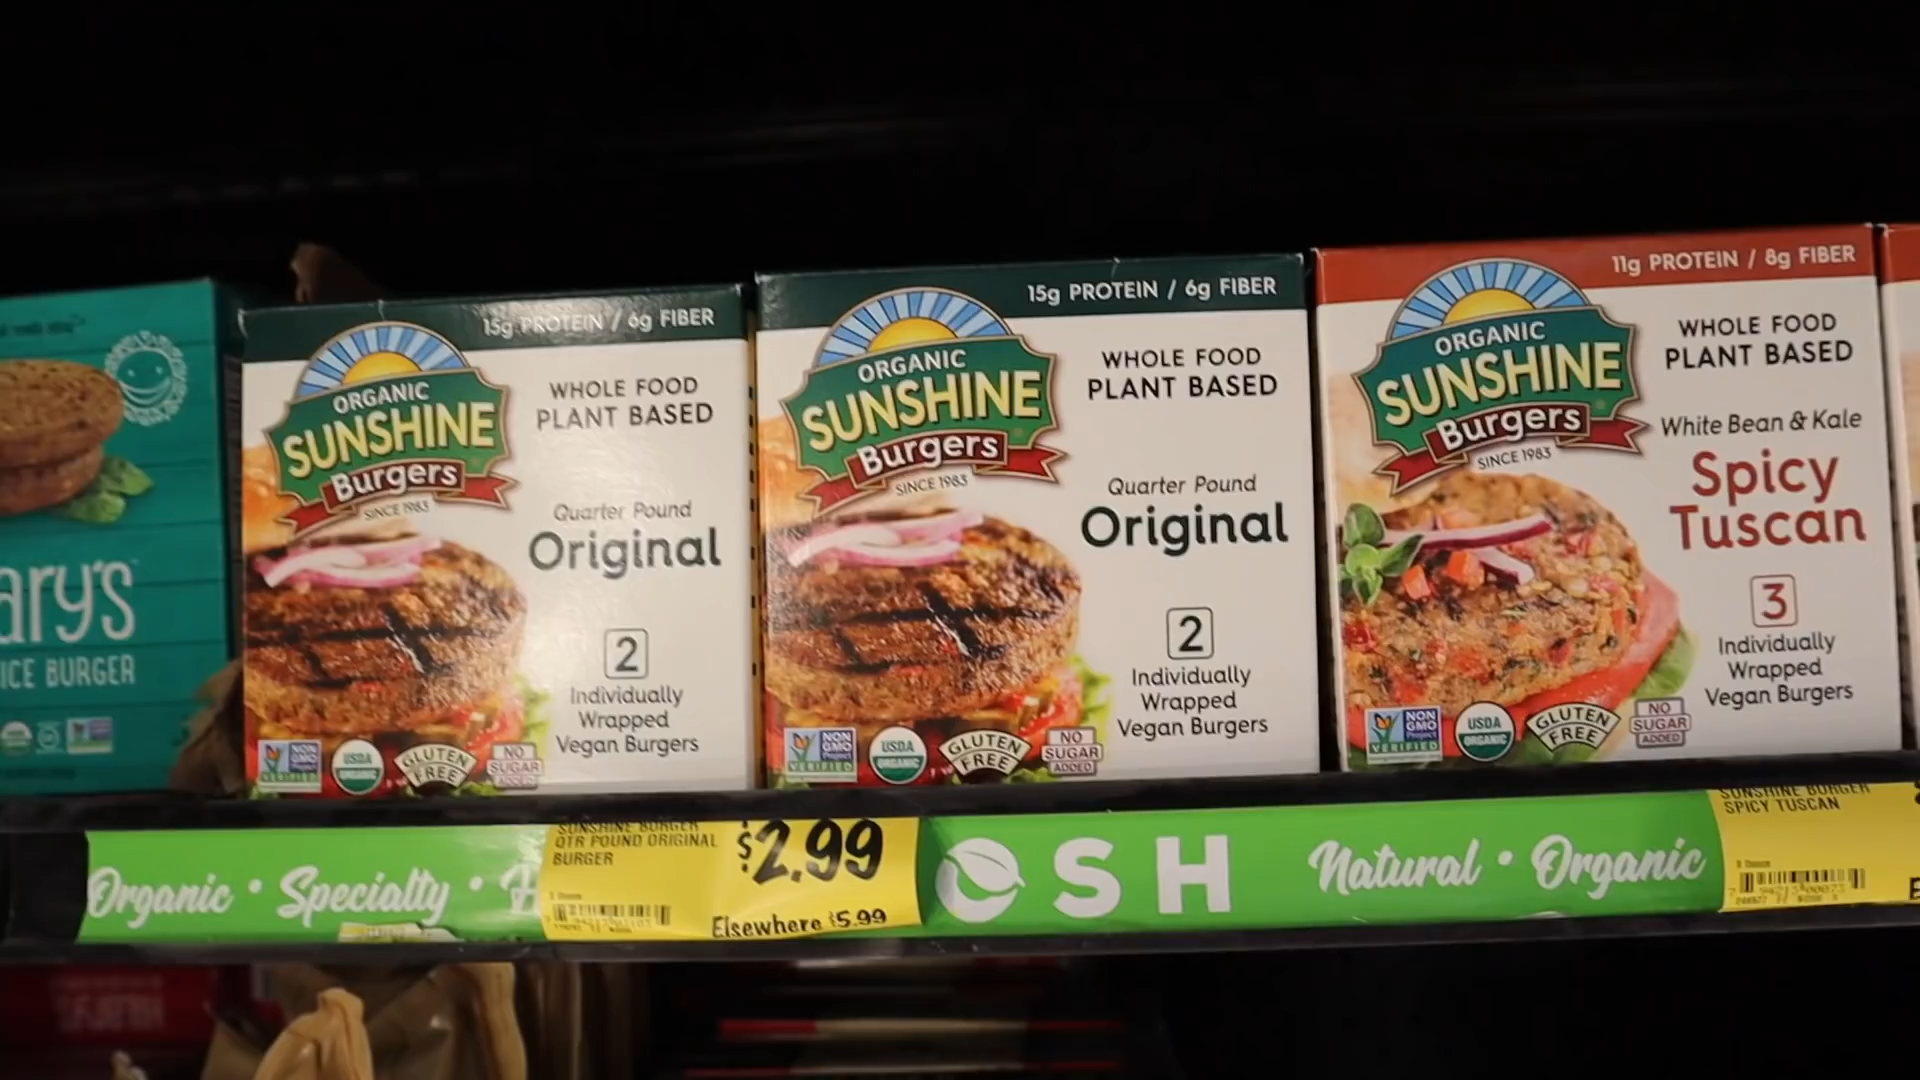 ary's
ICE BURGER
15g PROTEIN / 6g FIBER
ORGANIC
SUNSHINE
Burgers
SINCE 1983
WHOLE FOOD
PLANT BASED
Quarter Pound
Original
2
Individually
Wrapped
Vegan Burgers
NON
GMO
Project
VERIFIED
USDA
ORGANIC
GLUTEN
FREE
NO
SUGAR
ADDED
15g PROTEIN / 6g FIBER
ORGANIC
SUNSHINE
Burgers
SINCE 1983
WHOLE FOOD
PLANT BASED
Quarter Pound
Original
2
Individually
Wrapped
Vegan Burgers
NON
GMO
Project
VERIFIED
USDA
ORGANIC
GLUTEN
FREE
NO
SUGAR
ADDED
11g PROTEIN / 8g FIBER
ORGANIC
SUNSHINE
Burgers
SINCE 1983
WHOLE FOOD
PLANT BASED
White Bean & Kale
Spicy
Tuscan
3
Individually
Wrapped
Vegan Burgers
NON
GMO
Project
VERIFIED
USDA
ORGANIC
GLUTEN
FREE
NO
SUGAR
ADDED
Organic • Specialty •
SUNSHINE BURGER
QTR POUND ORIGINAL
BURGER
$2.99
Elsewhere $5.99
S H
Natural • Organic
SUNSHINE BURGER
SPICY TUSCAN